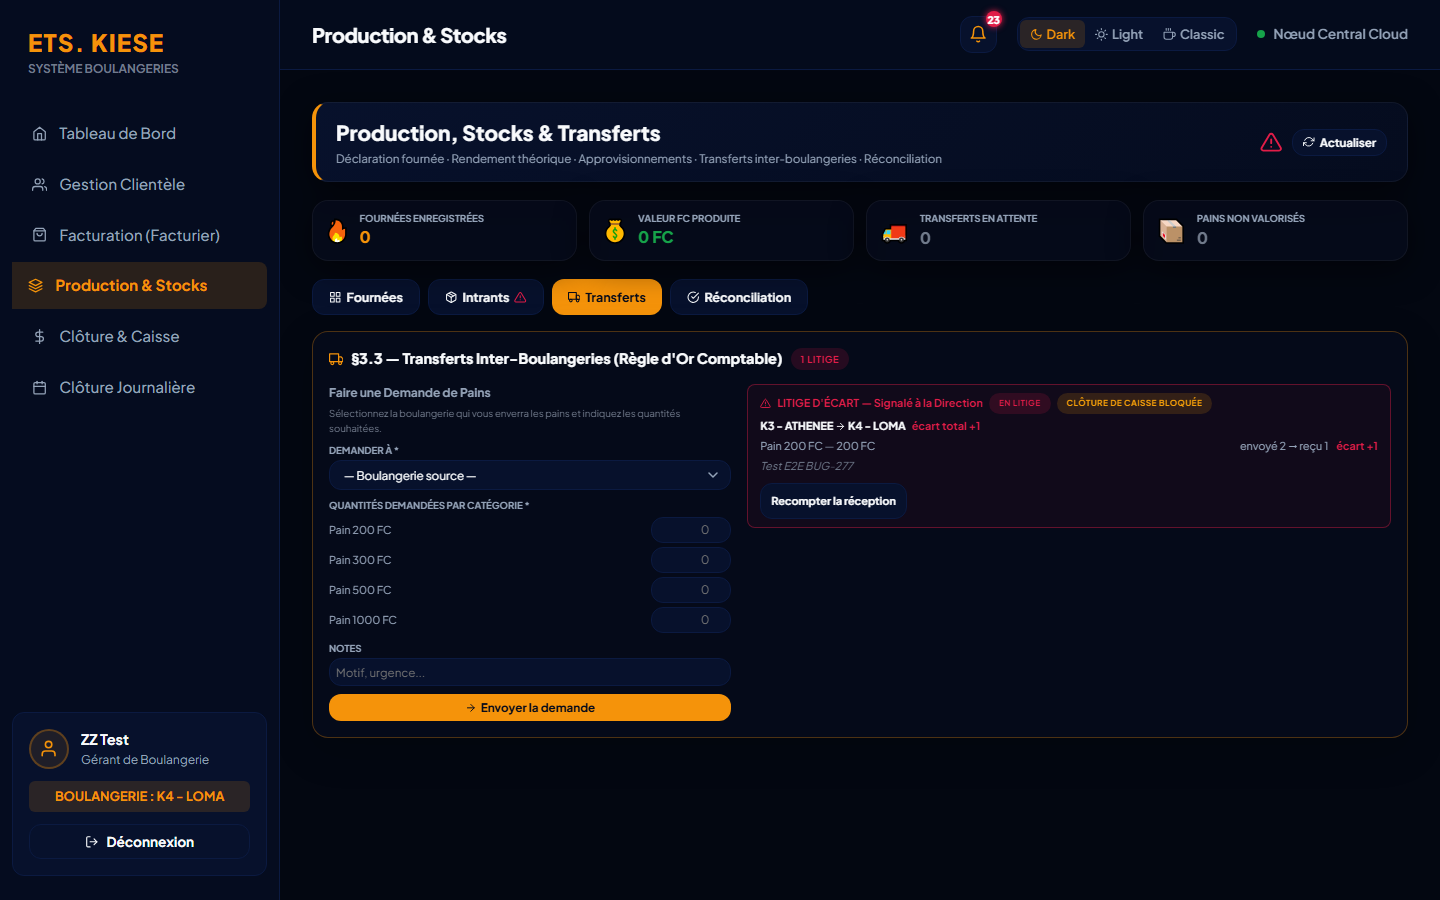 ETS. KIESE
SYSTÈME BOULANGERIES
Tableau de Bord
Gestion Clientèle
Facturation (Facturier)
Production & Stocks
Clôture & Caisse
Clôture Journalière
ZZ Test
Gérant de Boulangerie
BOULANGERIE : K4 - LOMA
Déconnexion
Production & Stocks
23
Dark
Light
Classic
Nœud Central Cloud
Production, Stocks & Transferts
Déclaration fournée · Rendement théorique · Approvisionnements · Transferts inter-boulangeries · Réconciliation
Actualiser
FOURNÉES ENREGISTRÉES
0
VALEUR FC PRODUITE
0 FC
TRANSFERTS EN ATTENTE
0
PAINS NON VALORISÉS
0
Fournées
Intrants
Transferts
Réconciliation
§3.3 — Transferts Inter-Boulangeries (Règle d'Or Comptable)
1 LITIGE
Faire une Demande de Pains
Sélectionnez la boulangerie qui vous enverra les pains et indiquez les quantités
souhaitées.
DEMANDER À *
— Boulangerie source —
QUANTITÉS DEMANDÉES PAR CATÉGORIE *
Pain 200 FC 0
Pain 300 FC 0
Pain 500 FC 0
Pain 1000 FC 0
NOTES
Motif, urgence...
→ Envoyer la demande
LITIGE D'ÉCART — Signalé à la Direction EN LITIGE CLÔTURE DE CAISSE BLOQUÉE
K3 - ATHENEE → K4 - LOMA écart total +1
Pain 200 FC — 200 FC envoyé 2 → reçu 1 écart +1
Test E2E BUG-277
Recompter la réception